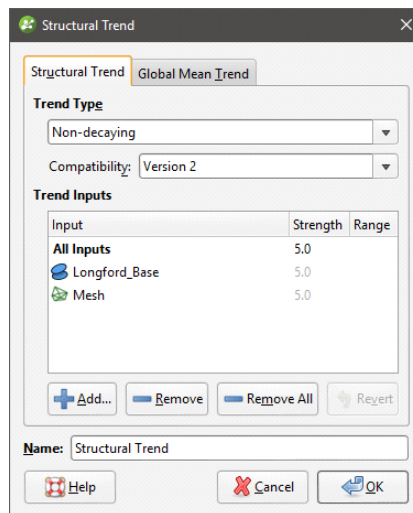 Structural Trend
Structural Trend Global Mean Trend
Trend Type
Non-decaying
Compatibility: Version 2
Trend Inputs
Input Strength Range
All Inputs 5.0
Longford_Base 5.0
Mesh 5.0
Add... Remove Remove All Revert
Name: Structural Trend
Help Cancel OK